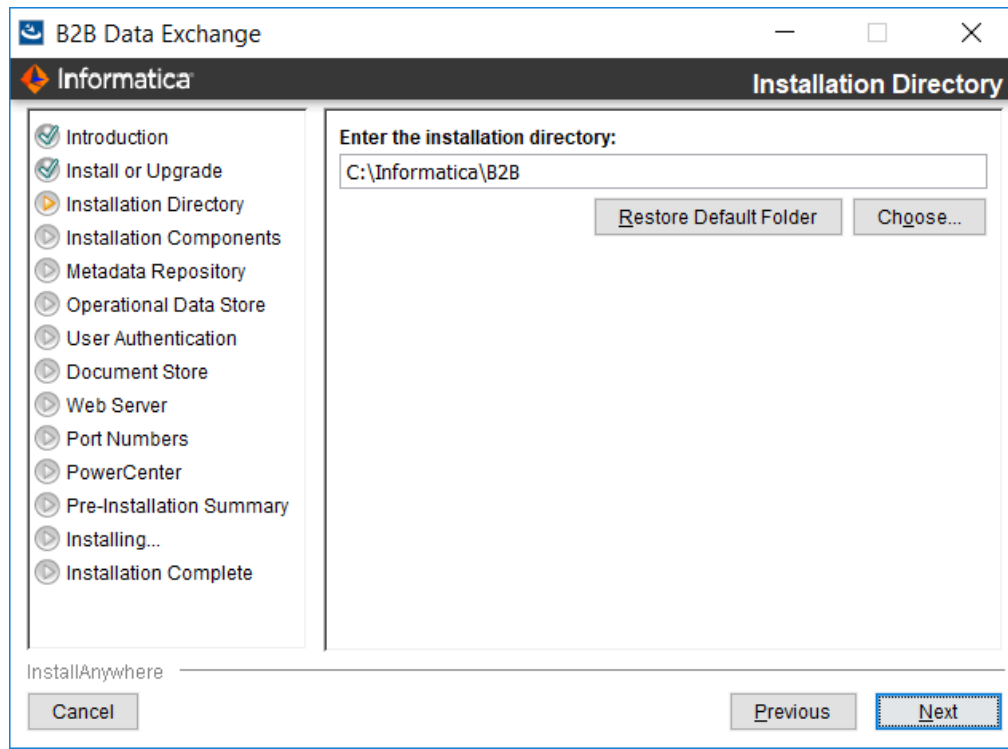 B2B Data Exchange
Informatica
Installation Directory
Introduction
Install or Upgrade
Installation Directory
Installation Components
Metadata Repository
Operational Data Store
User Authentication
Document Store
Web Server
Port Numbers
PowerCenter
Pre-Installation Summary
Installing...
Installation Complete
Enter the installation directory:
C:\Informatica\B2B
Restore Default Folder
Choose...
InstallAnywhere
Cancel
Previous
Next